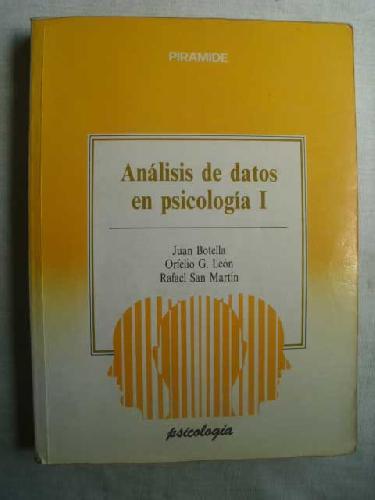 PIRAMIDE
Análisis de datos
en psicología I
Juan Botella
Orfelio G. León
Rafael San Martín
psicología